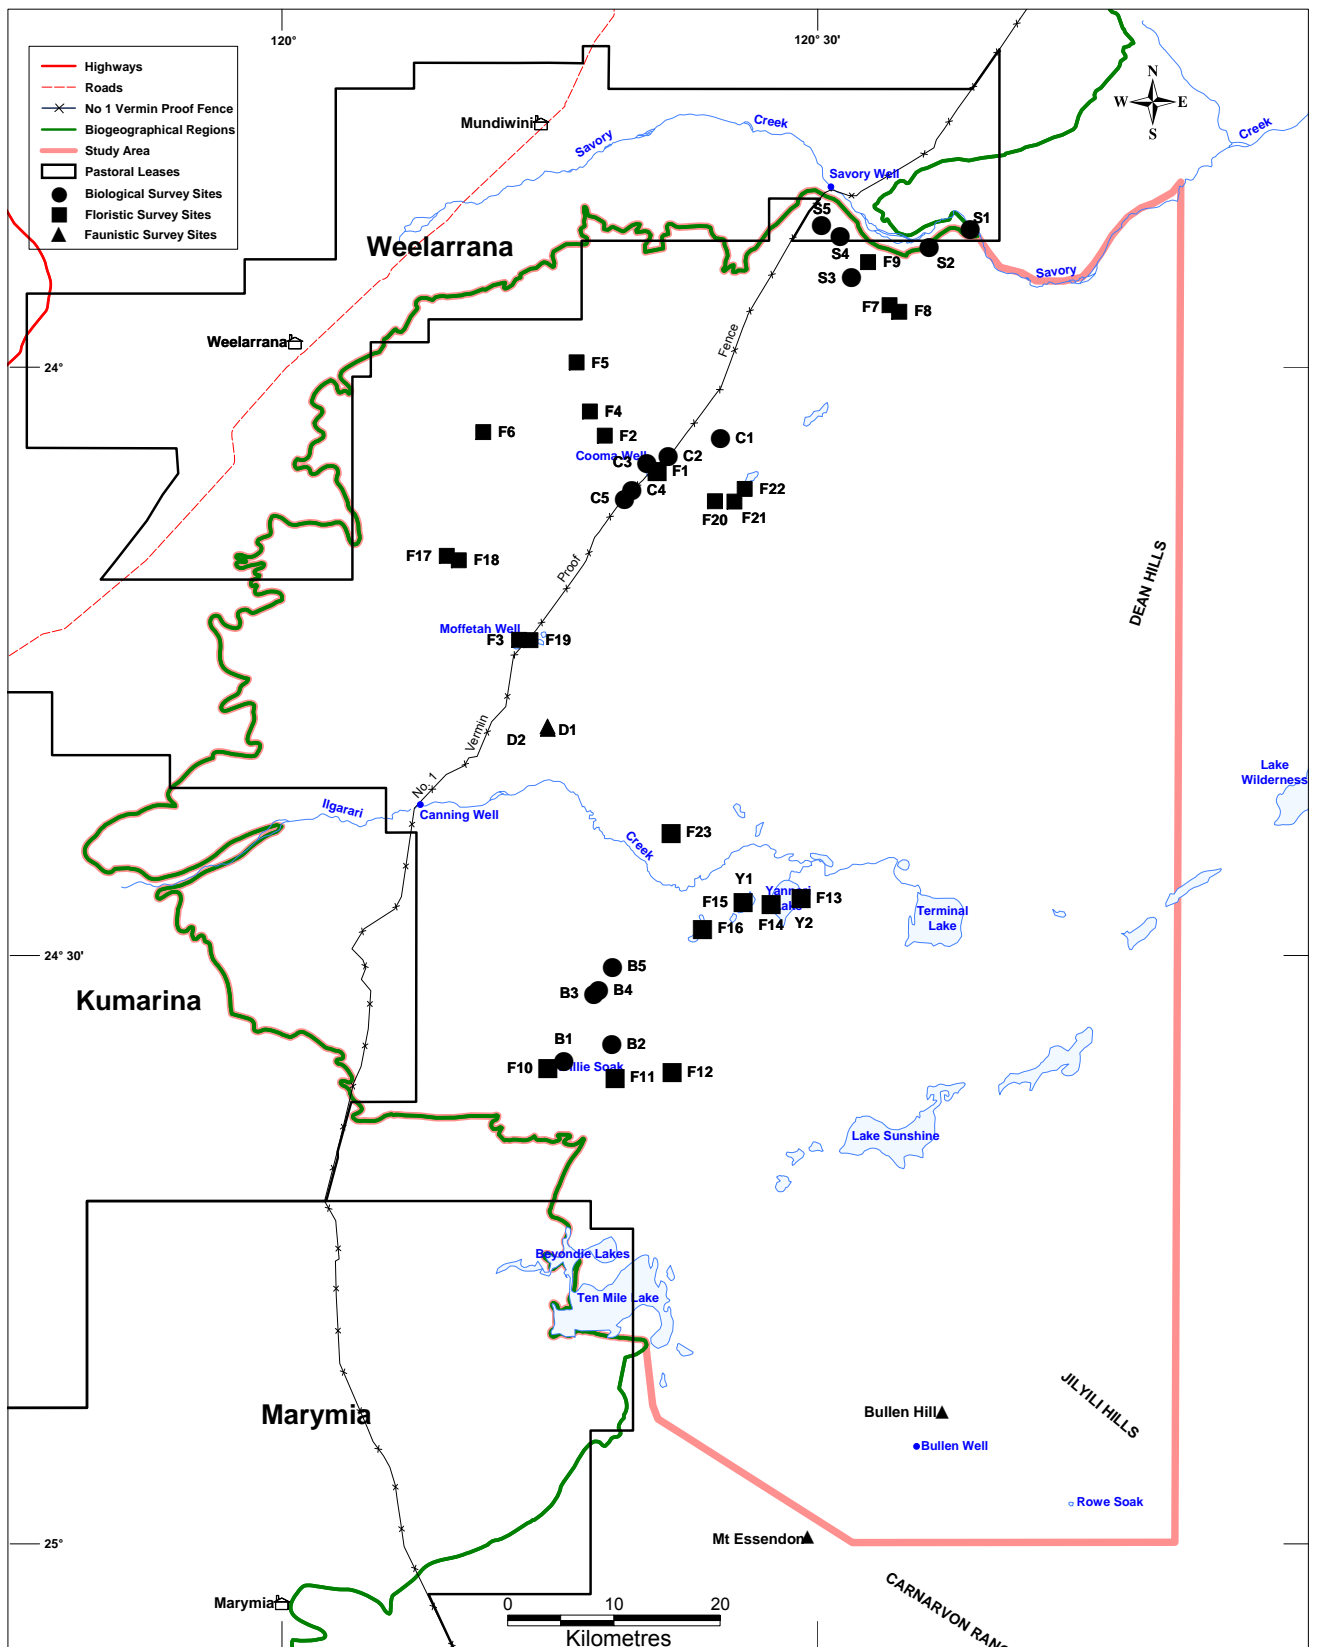 120°
120° 30'
Highways
Roads
No 1 Vermin Proof Fence
Biogeographical Regions
Study Area
Pastoral Leases
Biological Survey Sites
Floristic Survey Sites
Faunistic Survey Sites
N
W E
S
Mundiwini
Savory
Creek
Creek
Savory Well
S5
S4
S1
S2
S3
F9
Savory
Weelarrana
F7
F8
Weelarrana
Fence
24°
F5
F4
F6
F2
C1
Cooma Well
C3
C2
F1
C4
C5
F22
F20
F21
F17
F18
Proof
DEAN HILLS
Moffetah Well
F3
F19
Vermin
D2
D1
No. 1
Lake
Wilderness
Ilgarari
Canning Well
Creek
F23
Y1
F15
F14
Lake
Y2
F13
F16
Terminal
Lake
24° 30'
B5
B3
B4
Kumarina
B1
B2
F10
Soak
F11
F12
Lake Sunshine
Beyondie Lakes
Ten Mile Lake
JILYILI HILLS
Marymia
Bullen Hill
Bullen Well
Rowe Soak
25°
Mt Essendon
CARNARVON
Marymia
0 10 20
Kilometres